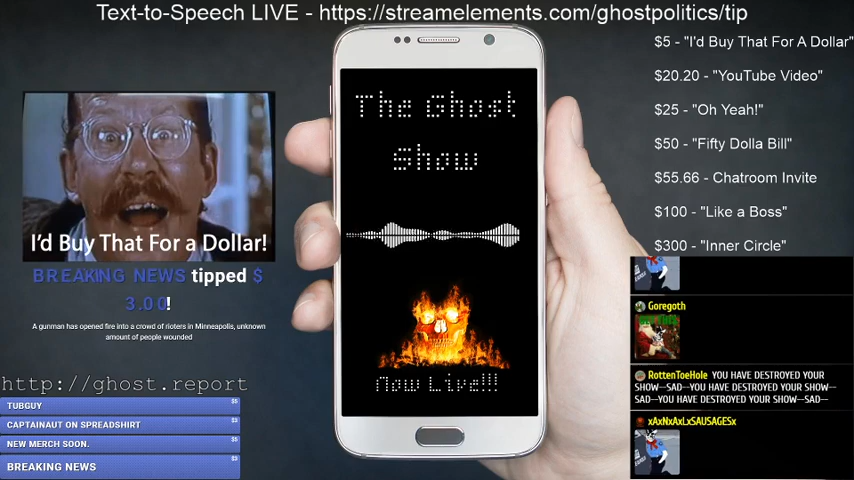 Text-to-Speech LIVE - https://streamelements.com/ghostpolitics/tip
I'd Buy That For a Dollar!
BREAKING NEWS tipped $
3.00!
A gunman has opened fire into a crowd of rioters in Minneapolis, unknown
amount of people wounded
http://ghost.report
TUBGUY $5
CAPTAINAUT ON SPREADSHIRT $3
NEW MERCH SOON. $5
BREAKING NEWS $3
The Ghost
Show
Now Live!!!
$5 - "I'd Buy That For A Dollar"
$20.20 - "YouTube Video"
$25 - "Oh Yeah!"
$50 - "Fifty Dolla Bill"
$55.66 - Chatroom Invite
$100 - "Like a Boss"
$300 - "Inner Circle"
Goregoth
RottenToeHole YOU HAVE DESTROYED YOUR
SHOW--SAD--YOU HAVE DESTROYED YOUR SHOW--
SAD--YOU HAVE DESTROYED YOUR SHOW--SAD--
xAxNxAxLxSAUSAGESx